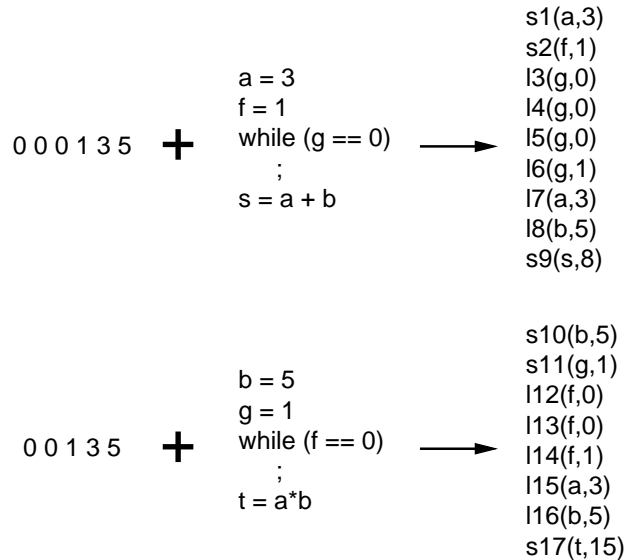 0 0 0 1 3 5
+
a = 3
f = 1
while (g == 0)
;
s = a + b
s1(a,3)
s2(f,1)
l3(g,0)
l4(g,0)
l5(g,0)
l6(g,1)
l7(a,3)
l8(b,5)
s9(s,8)
0 0 1 3 5
+
b = 5
g = 1
while (f == 0)
;
t = a*b
s10(b,5)
s11(g,1)
l12(f,0)
l13(f,0)
l14(f,1)
l15(a,3)
l16(b,5)
s17(t,15)